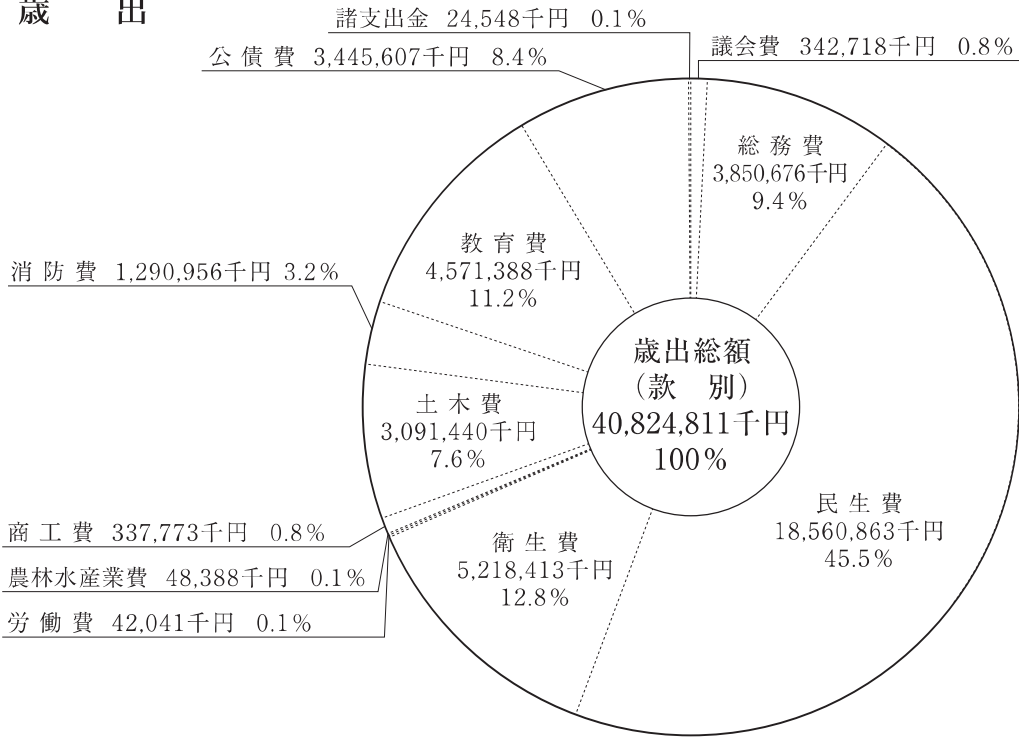 歳 出
諸支出金 24,548千円 0.1%
公債費 3,445,607千円 8.4%
議会費 342,718千円 0.8%
総務費
3,850,676千円
9.4%
教育費
4,571,388千円
11.2%
消防費 1,290,956千円 3.2%
歳出総額
(款 別)
40,824,811千円
100%
土木費
3,091,440千円
7.6%
民生費
18,560,863千円
45.5%
商工費 337,773千円 0.8%
衛生費
5,218,413千円
12.8%
農林水産業費 48,388千円 0.1%
労働費 42,041千円 0.1%